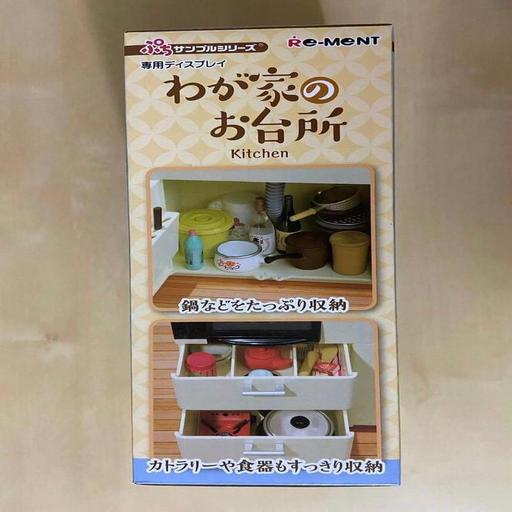 ぷちサンプルシリーズ®
Re-MeNT
専用ディスプレイ
わが家の
お台所
Kitchen
鍋などをたっぷり収納
カトラリーや食器もすっきり収納